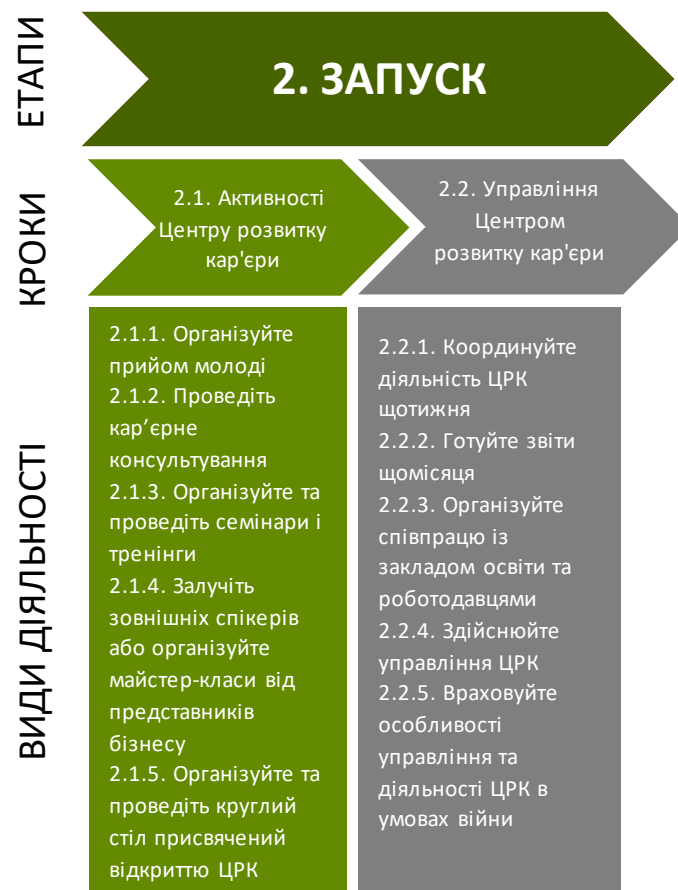 ЕТАПИ
2. ЗАПУСК
КРОКИ
2.1. Активності
Центру розвитку
кар'єри
2.2. Управління
Центром
розвитку кар'єри
ВИДИ ДІЯЛЬНОСТІ
2.1.1. Організуйте
прийом молоді
2.1.2. Проведіть
кар’єрне
консультування
2.1.3. Організуйте та
проведіть семінари і
тренінги
2.1.4. Залучіть
зовнішніх спікерів
або організуйте
майстер-класи від
представників
бізнесу
2.1.5. Організуйте та
проведіть круглий
стіл присвячений
відкриттю ЦРК
2.2.1. Координуйте
діяльність ЦРК
щотижня
2.2.2. Готуйте звіти
щомісяця
2.2.3. Організуйте
співпрацю із
закладом освіти та
роботодавцями
2.2.4. Здійснюйте
управління ЦРК
2.2.5. Враховуйте
особливості
управління та
діяльності ЦРК в
умовах війни